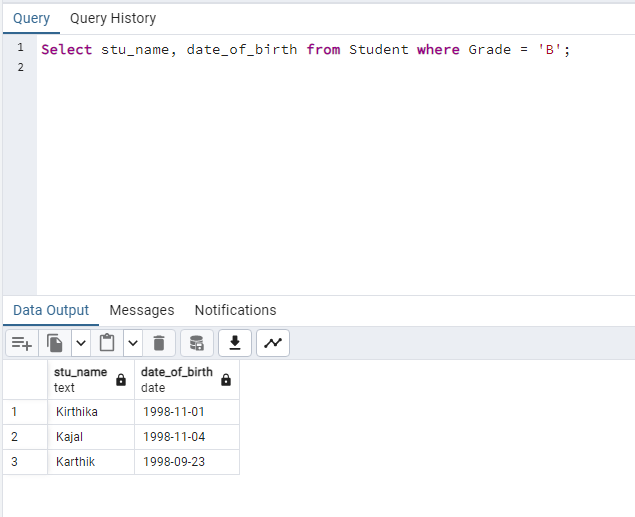 Query Query History
1 Select stu_name, date_of_birth from Student where Grade = 'B';
2
Data Output Messages Notifications
stu_name date_of_birth
text date
1 Kirthika 1998-11-01
2 Kajal 1998-11-04
3 Karthik 1998-09-23